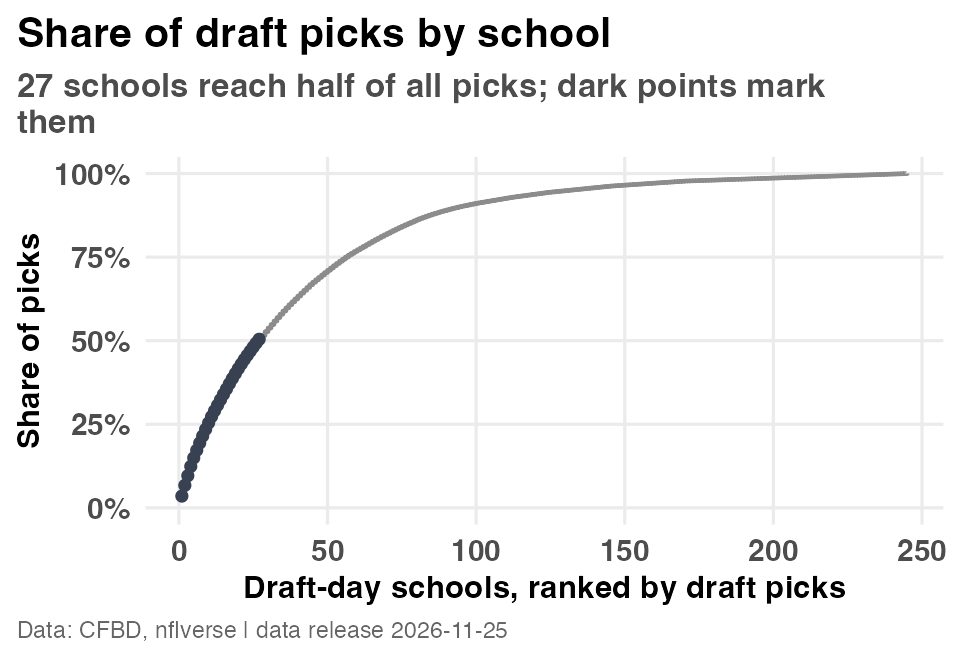 Share of draft picks by school
27 schools reach half of all picks; dark points mark
them
Share of picks
100%
75%
50%
25%
0%
0 50 100 150 200 250
Draft-day schools, ranked by draft picks
Data: CFBD, nflverse | data release 2026-11-25